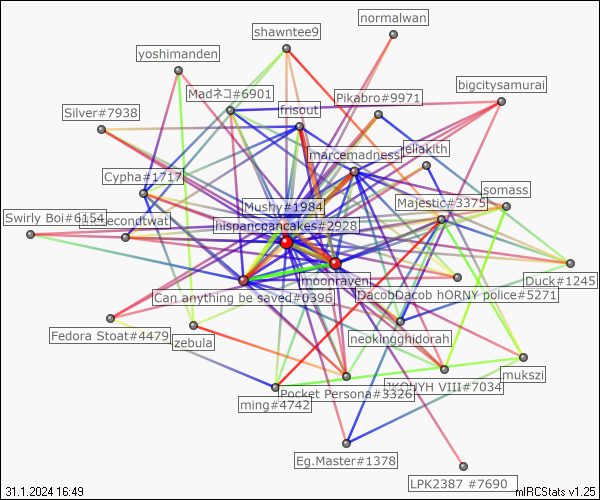 normalwan
shawntee9
yoshimanden
bigcitysamurai
Madネコ#6901
Pikabro#9971
Silver#7938
frisout
marcemadness
eliaklth
Cypha#1717
somass
Majestic#3375
Mushy#1984
Swirly Boi#6154
secondtwat
hispancpancakes#2928
moonraven
Duck#1245
Can anything be saved#0396
DacobDacob hORNY police#5271
Fedora Stoat#4479
zebula
neokingghidorah
mukszi
VIII#7034
Pocket Persona#3326
ming#4742
Eg.Master#1378
LPK2387 #7690
31.1.2024 16:49
mIRCStats v1.25